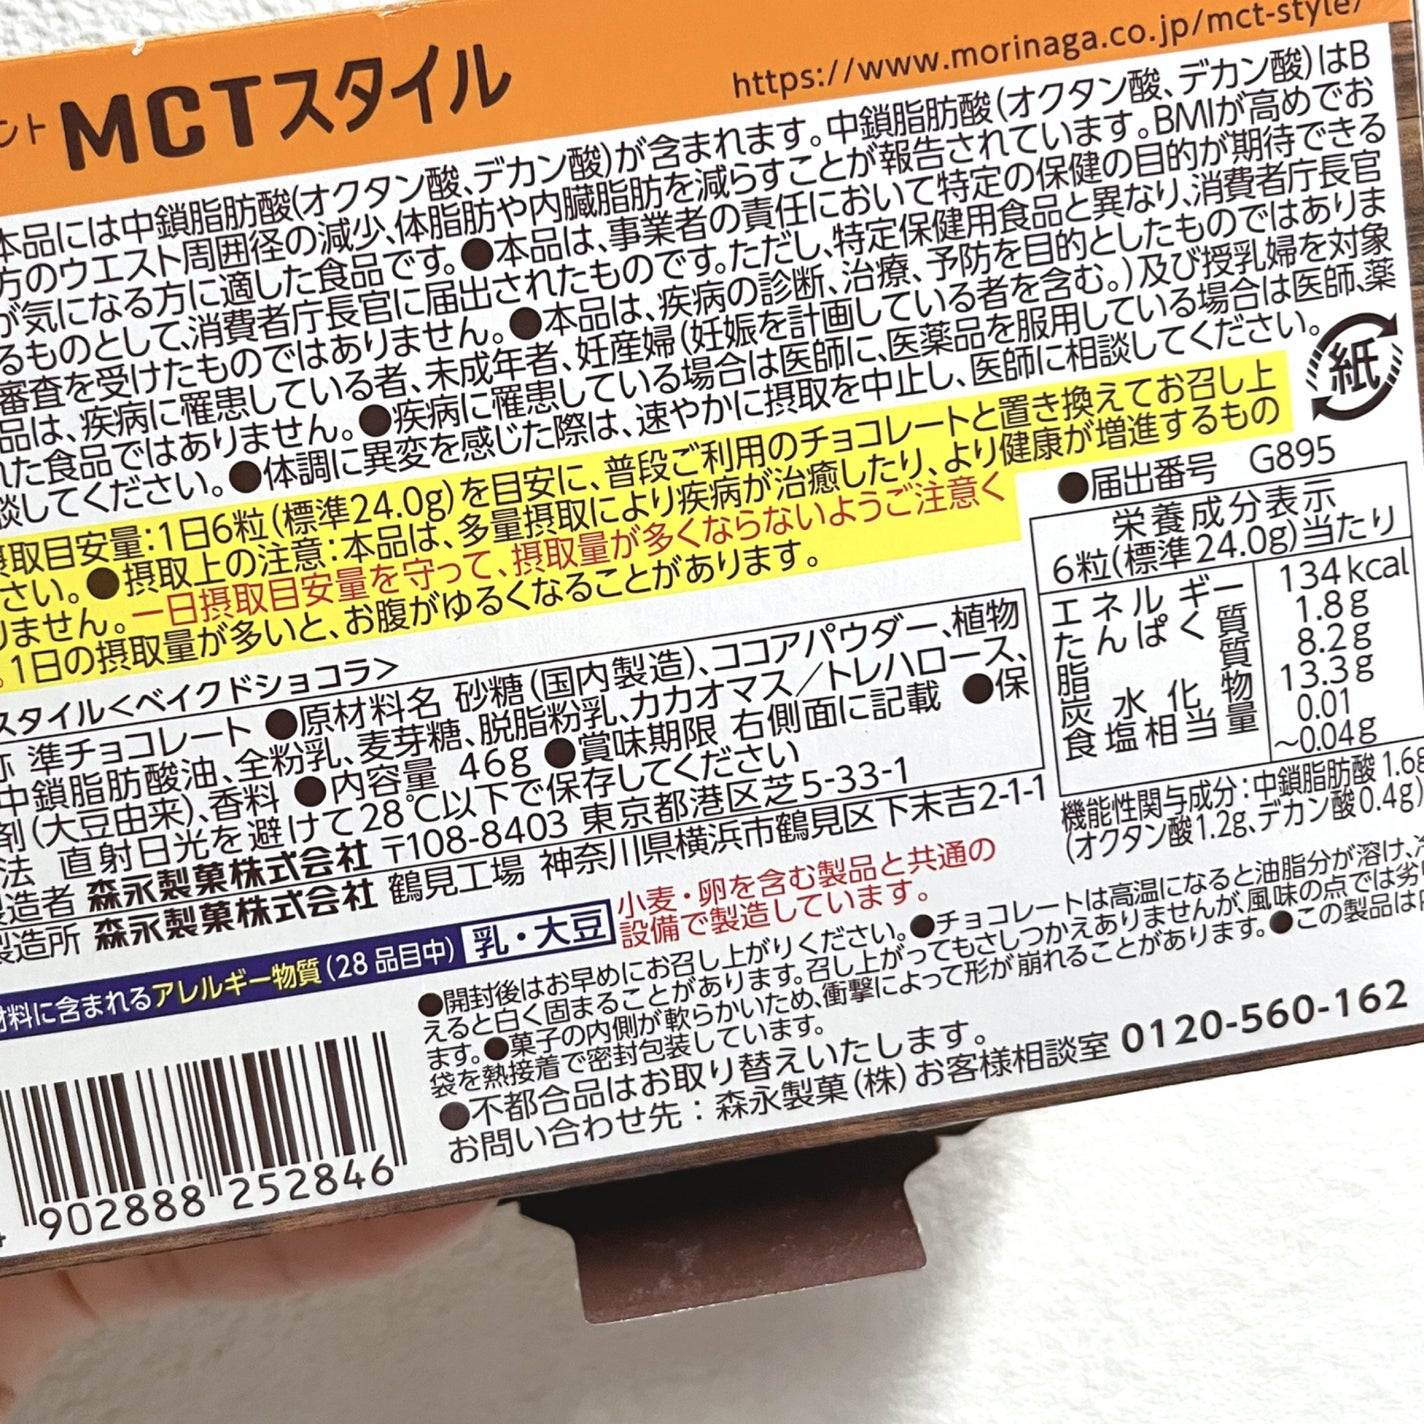 ント MCTスタイル
https://www.morinaga.co.jp/mct-style/
本品には中鎖脂肪酸(オクタン酸、デカン酸)が含まれます。中鎖脂肪酸(オクタン酸、デカン酸)はB
方のウエスト周囲径の減少、体脂肪や内臓脂肪を減らすことが報告されています。BMIが高めでお
が気になる方に適した食品です。●本品は、事業者の責任において特定の保健の目的が期待できる
るものとして、消費者庁長官に届出されたものです。ただし、特定保健用食品と異なり、消費者庁長官
審査を受けたものではありません。●本品は、疾病の診断、治療、予防を目的としたものではありま
品は、疾病に罹患している者、未成年者、妊産婦(妊娠を計画している者を含む。)及び授乳婦を対象
た食品ではありません。●疾病に罹患している場合は医師に、医薬品を服用している場合は医師、薬
談してください。●体調に異変を感じた際は、速やかに摂取を中止し、医師に相談してください。
紙
摂取目安量:1日6粒(標準24.0g)を目安に、普段ご利用のチョコレートと置き換えてお召し上
さい。●摂取上の注意:本品は、多量摂取により疾病が治癒したり、より健康が増進するもの
りません。一日摂取目安量を守って、摂取量が多くならないようご注意く
。1日の摂取量が多いと、お腹がゆるくなることがあります。
●届出番号 G895
栄養成分表示
6粒(標準24.0g)当たり
エネルギー 134kcal
たんぱく質 1.8g
脂質 8.2g
炭水化物 13.3g
食塩相当量 0.01
~0.04g
機能性関与成分:中鎖脂肪酸1.6g
(オクタン酸1.2g、デカン酸0.4g)
スタイル<ベイクドショコラ>
準チョコレート ●原材料名 砂糖(国内製造)、ココアパウダー、植物
中鎖脂肪酸油、全粉乳、麦芽糖、脱脂粉乳、カカオマス/トレハロース、
剤(大豆由来)、香料 ●内容量 46g ●賞味期限 右側面に記載 ●保
法 直射日光を避けて28℃以下で保存してください
製造者 森永製菓株式会社 〒108-8403 東京都港区芝5-33-1
製造所 森永製菓株式会社 鶴見工場 神奈川県横浜市鶴見区下末吉2-1-1
材料に含まれるアレルギー物質(28品目中) 乳・大豆
小麦・卵を含む製品と共通の
設備で製造しています。
●開封後はお早めにお召し上がりください。●チョコレートは高温になると油脂分が溶け、冷
えると白く固まることがあります。召し上がってもさしつかえありませんが、風味の点では劣り
ます。●菓子の内側が軟らかいため、衝撃によって形が崩れることがあります。●この製品は内
袋を熱接着で密封包装しています。
●不都合品はお取り替えいたします。
お問い合わせ先:森永製菓(株)お客様相談室 0120-560-162
4 902888 252846